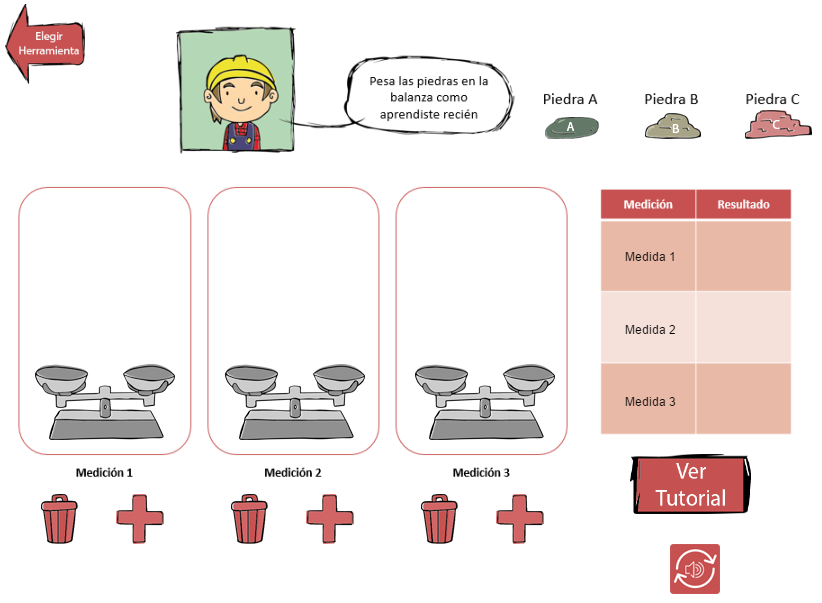 Elegir
Herramienta
Pesa las piedras en la
balanza como
aprendiste recién
Piedra A
Piedra B
Piedra C
A
B
C
Medición
Resultado
Medida 1
Medida 2
Medida 3
Medición 1
Medición 2
Medición 3
Ver
Tutorial